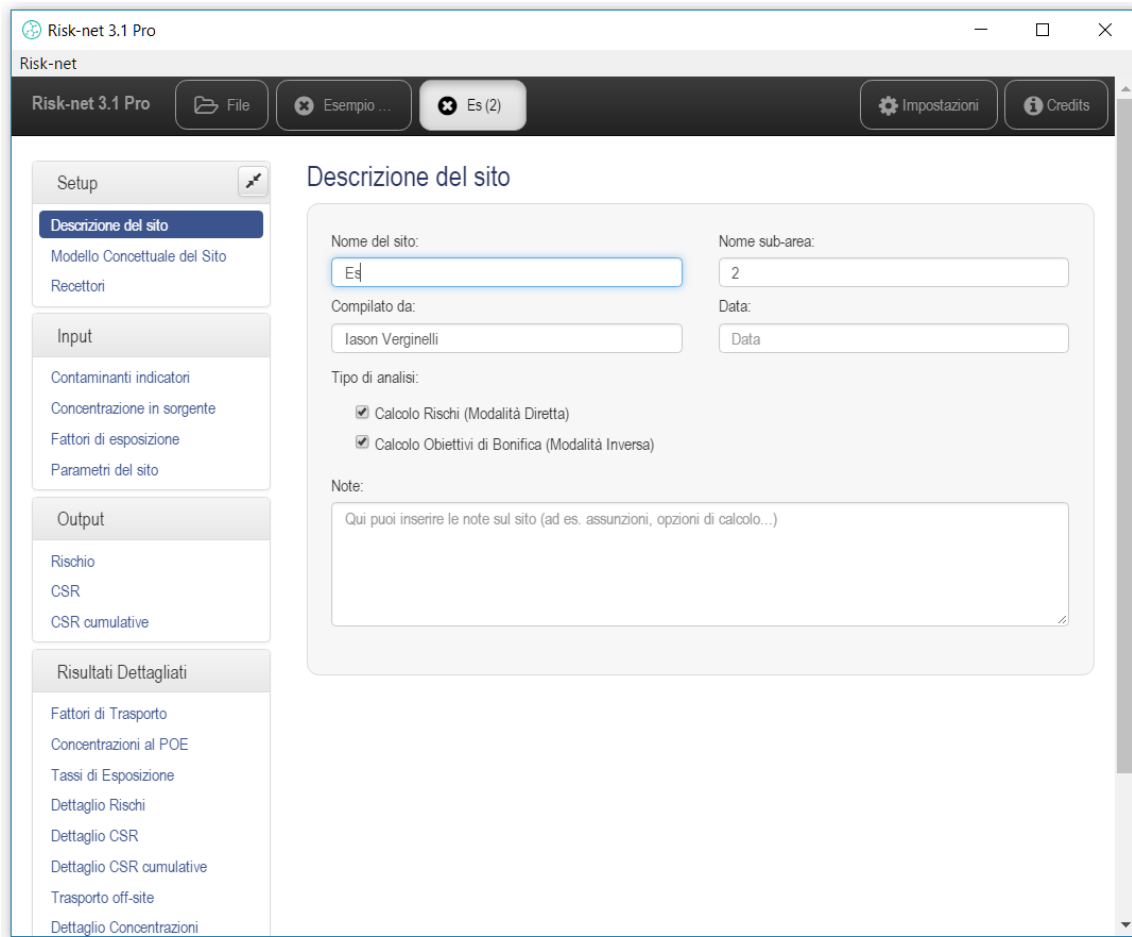 Risk-net 3.1 Pro
Risk-net
Risk-net 3.1 Pro
File
Esempio ...
Es (2)
Impostazioni
Credits
Setup
Descrizione del sito
Modello Concettuale del Sito
Recettori
Input
Contaminanti indicatori
Concentrazione in sorgente
Fattori di esposizione
Parametri del sito
Output
Rischio
CSR
CSR cumulative
Risultati Dettagliati
Fattori di Trasporto
Concentrazioni al POE
Tassi di Esposizione
Dettaglio Rischi
Dettaglio CSR
Dettaglio CSR cumulative
Trasporto off-site
Dettaglio Concentrazioni
Descrizione del sito
Nome del sito:
Nome sub-area:
Es
2
Compilato da:
Data:
Iason Verginelli
Data
Tipo di analisi:
Calcolo Rischi (Modalità Diretta)
Calcolo Obiettivi di Bonifica (Modalità Inversa)
Note:
Qui puoi inserire le note sul sito (ad es. assunzioni, opzioni di calcolo...)